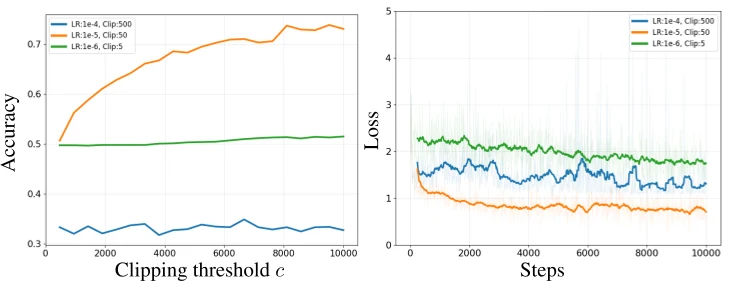 LR:1e-4, Clip:500
LR:1e-5, Clip:50
LR:1e-6, Clip:5
0.7
0.6
0.5
0.4
0.3
Accuracy
0 2000 4000 6000 8000 10000
Clipping threshold c
LR:1e-4, Clip:500
LR:1e-5, Clip:50
LR:1e-6, Clip:5
5
4
3
2
1
0
Loss
0 2000 4000 6000 8000 10000
Steps